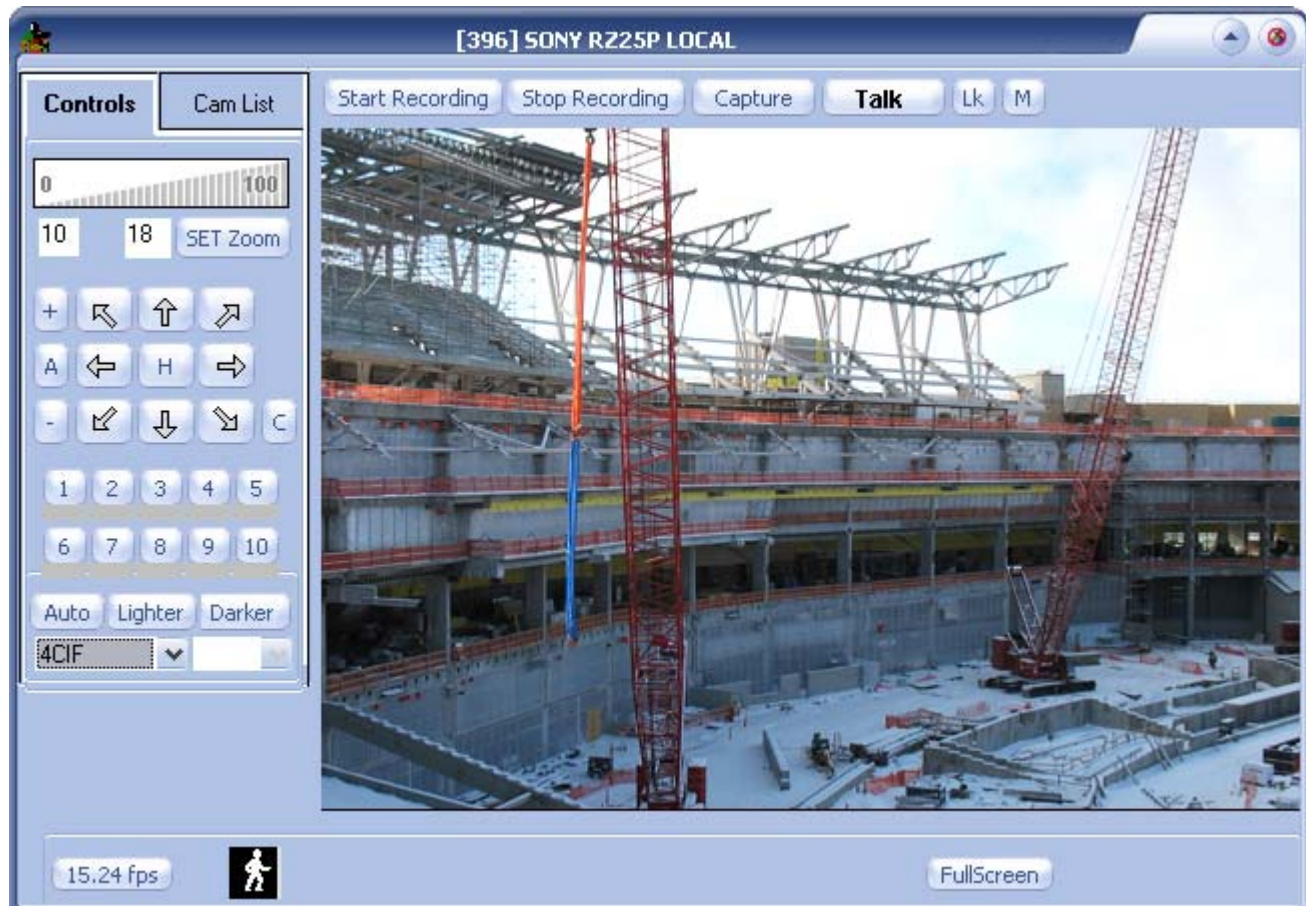 [396] SONY RZ25P LOCAL
Controls Cam List
Start Recording Stop Recording Capture Talk Lk M
0 100
10 18 SET Zoom
+
A H
- C
1 2 3 4 5
6 7 8 9 10
Auto Lighter Darker
4CIF
15.24 fps FullScreen